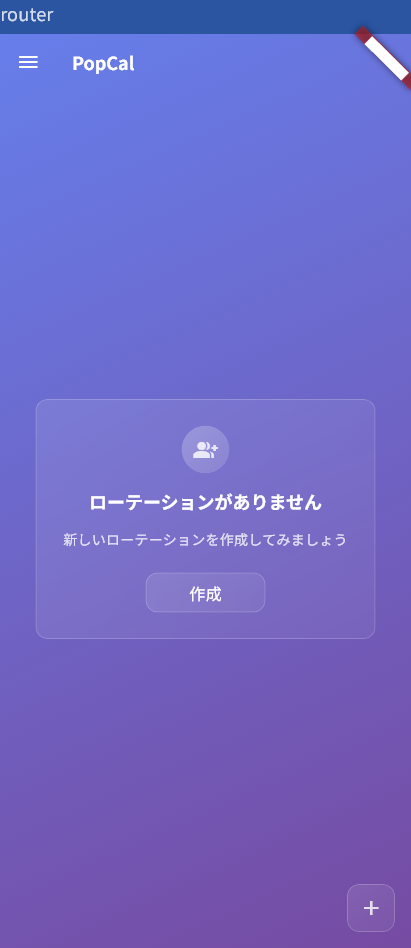 router
PopCal
ローテーションがありません
新しいローテーションを作成してみましょう
作成